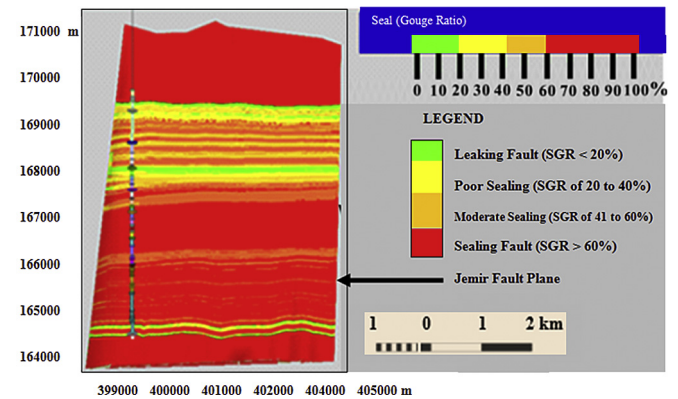 171000 m
170000
169000
168000
167000
166000
165000
164000
399000 400000 401000 402000 404000 405000 m
Seal (Gouge Ratio)
0 10 20 30 40 50 60 70 80 90 100%
LEGEND
Leaking Fault (SGR < 20%)
Poor Sealing (SGR of 20 to 40%)
Moderate Sealing (SGR of 41 to 60%)
Sealing Fault (SGR > 60%)
Jemir Fault Plane
1 0 1 2 km